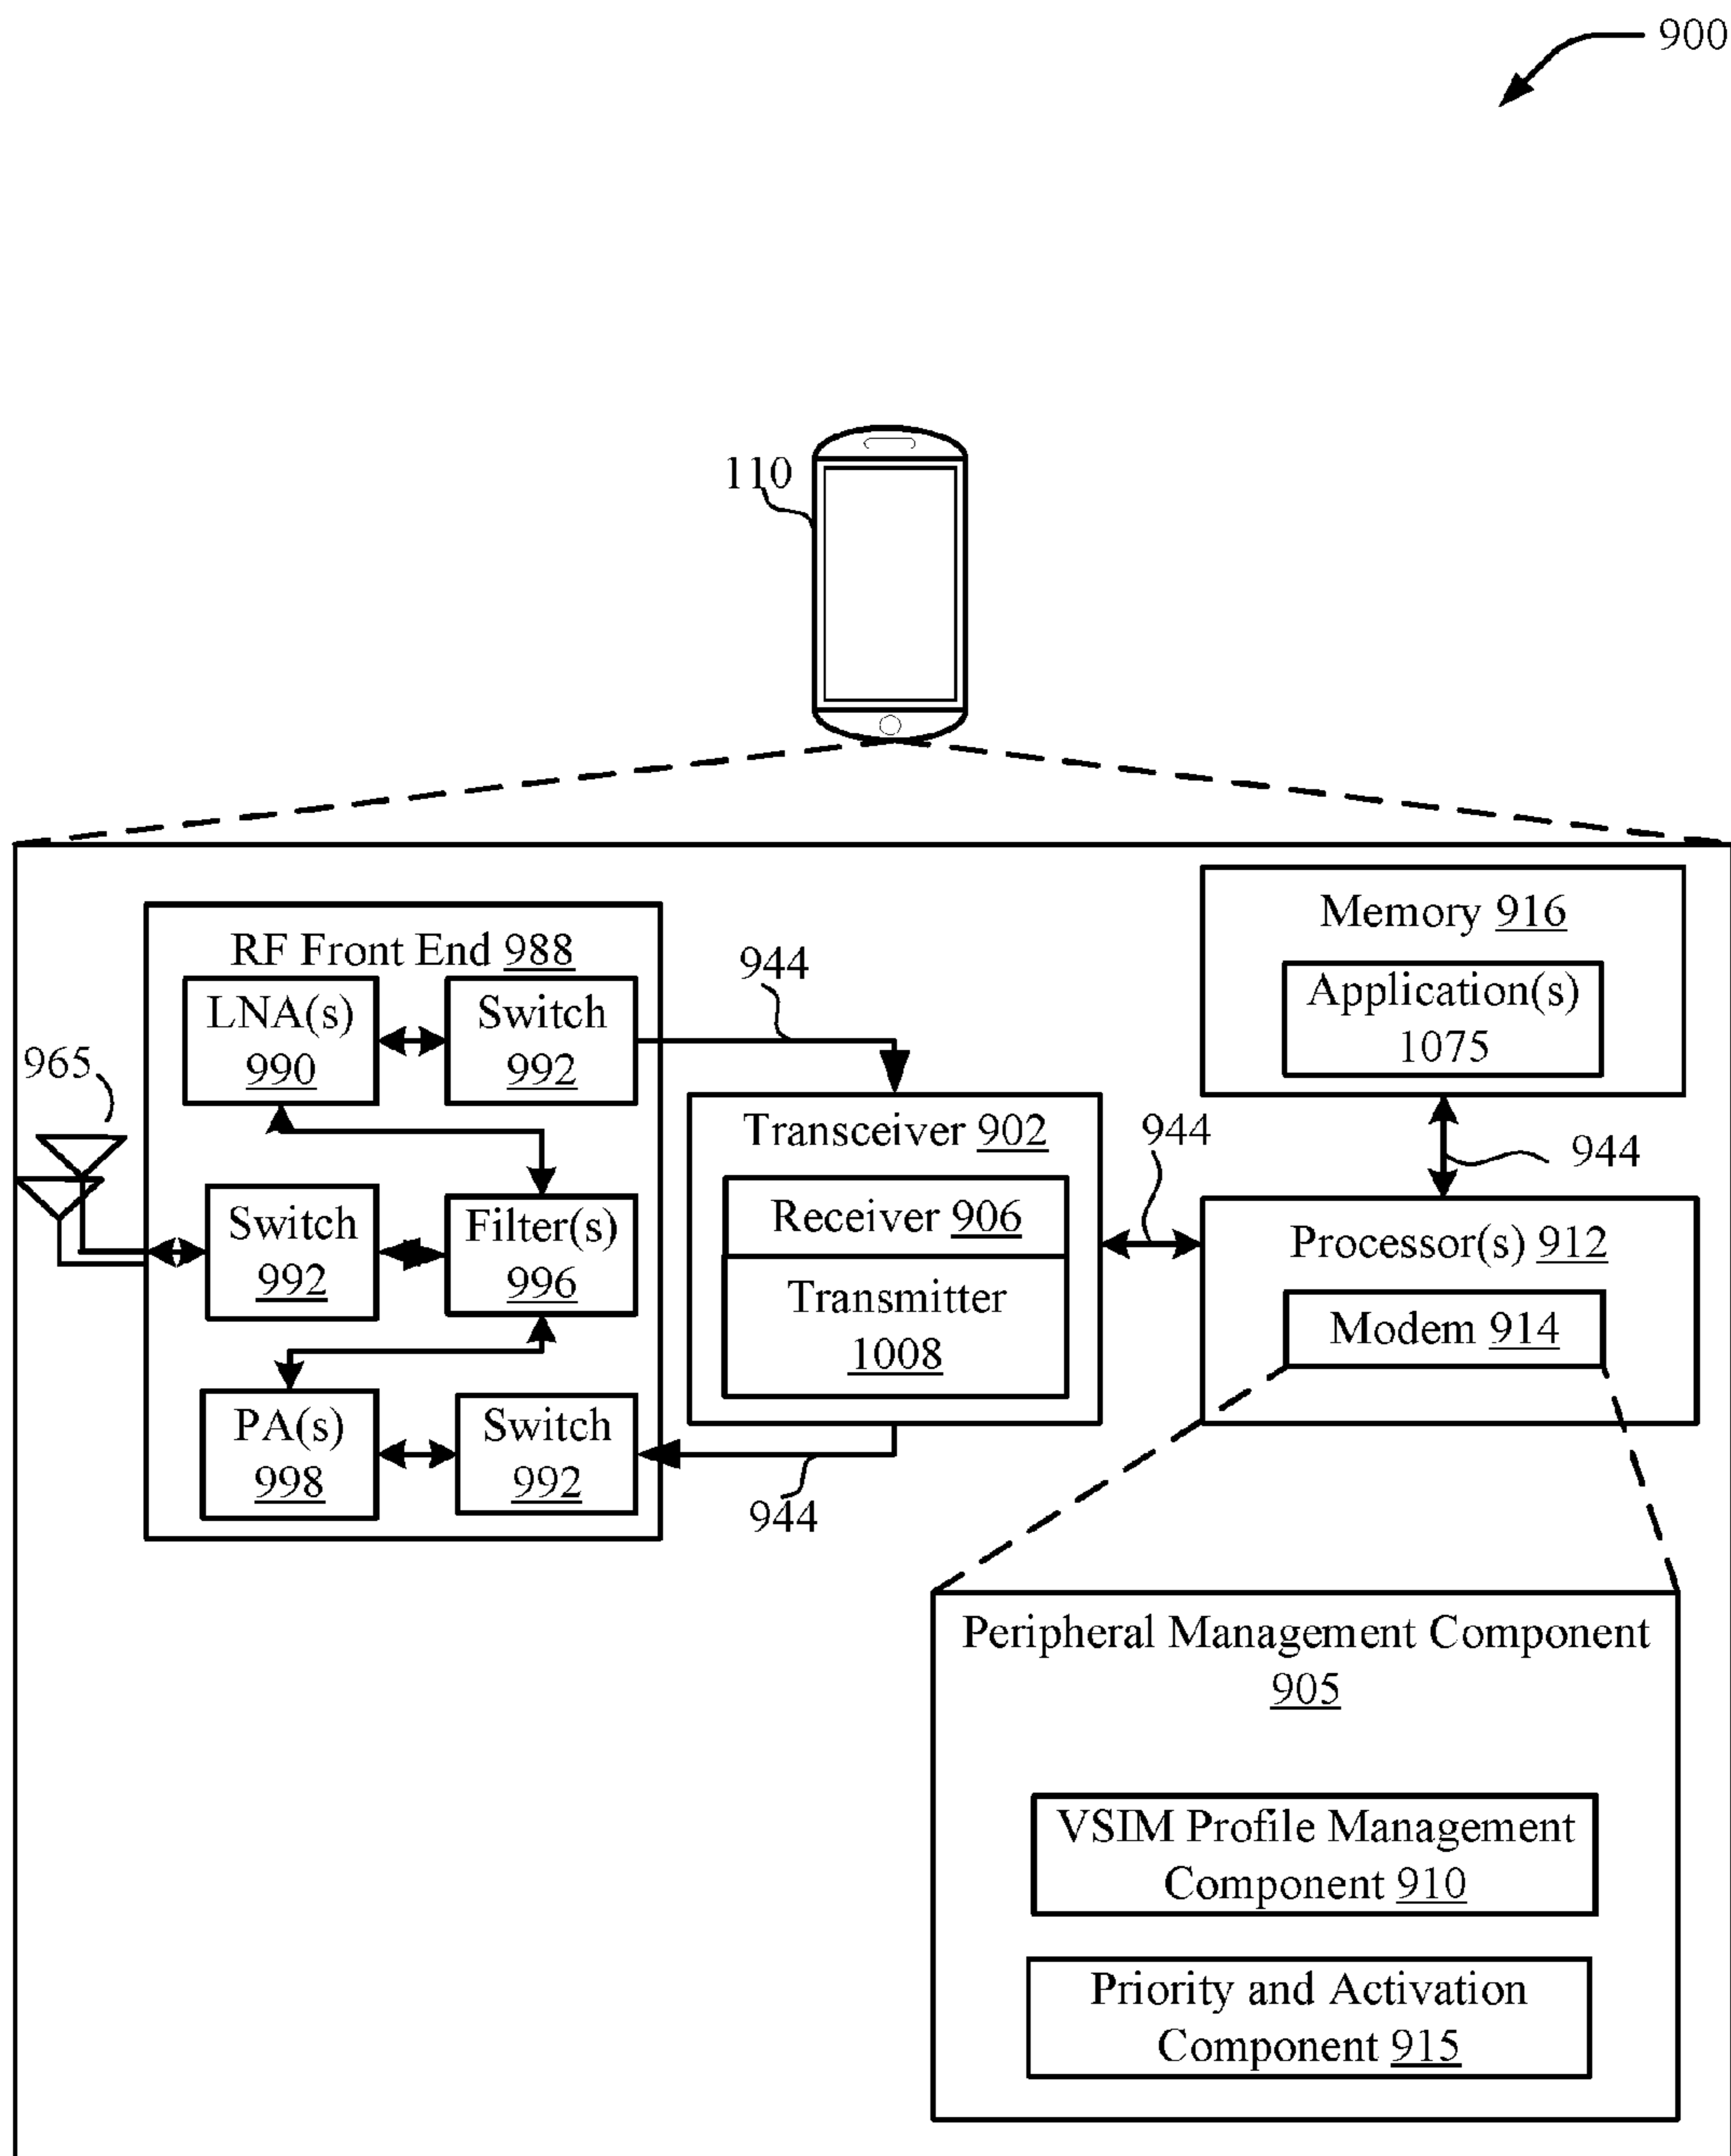 900
110
RF Front End 988
LNA(s)
990
Switch
992
944
965
Switch
992
Filter(s)
996
PA(s)
998
Switch
992
944
Transceiver 902
Receiver 906
Transmitter
1008
944
Memory 916
Application(s)
1075
944
Processor(s) 912
Modem 914
Peripheral Management Component
905
VSIM Profile Management
Component 910
Priority and Activation
Component 915